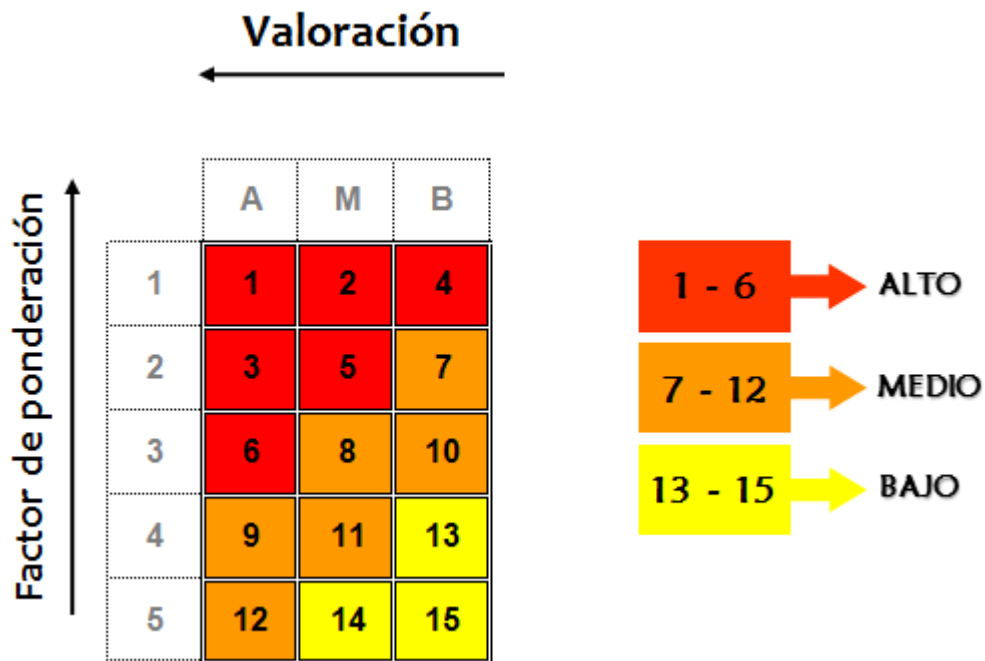 Valoración
Factor de ponderación
A M B
1 1 2 4
2 3 5 7
3 6 8 10
4 9 11 13
5 12 14 15
1 - 6 ALTO
7 - 12 MEDIO
13 - 15 BAJO